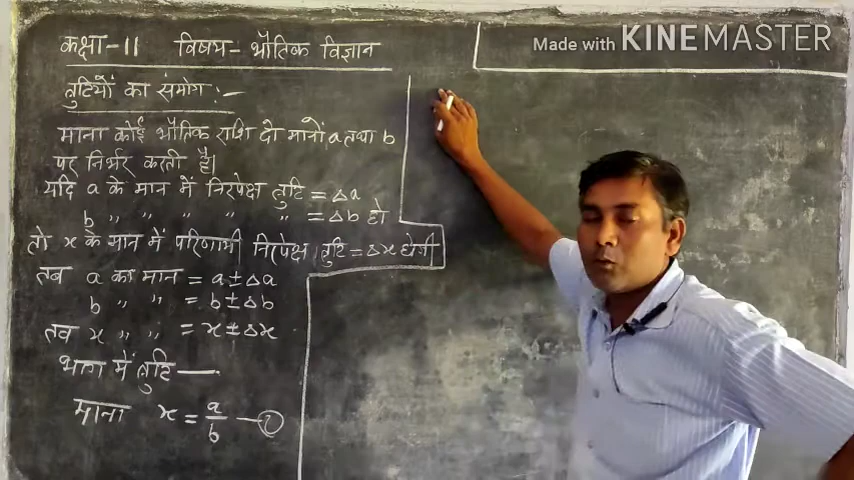 Made with KINEMASTER
कक्षा-11 विषय- भौतिक विज्ञान
त्रुटियों का संयोग :-
माना कोई भौतिक राशि दो मानों a तथा b
पर निर्भर करती है।
यदि a के मान में निरपेक्ष त्रुटि = Δa
b " " " " " = Δb हो
तो x के मान में परिणामी निरपेक्ष त्रुटि = Δx होगी
तब a का मान = a ± Δa
b " " = b ± Δb
तब x " " = x ± Δx
भाग में त्रुटि —
माना x = a/b —①